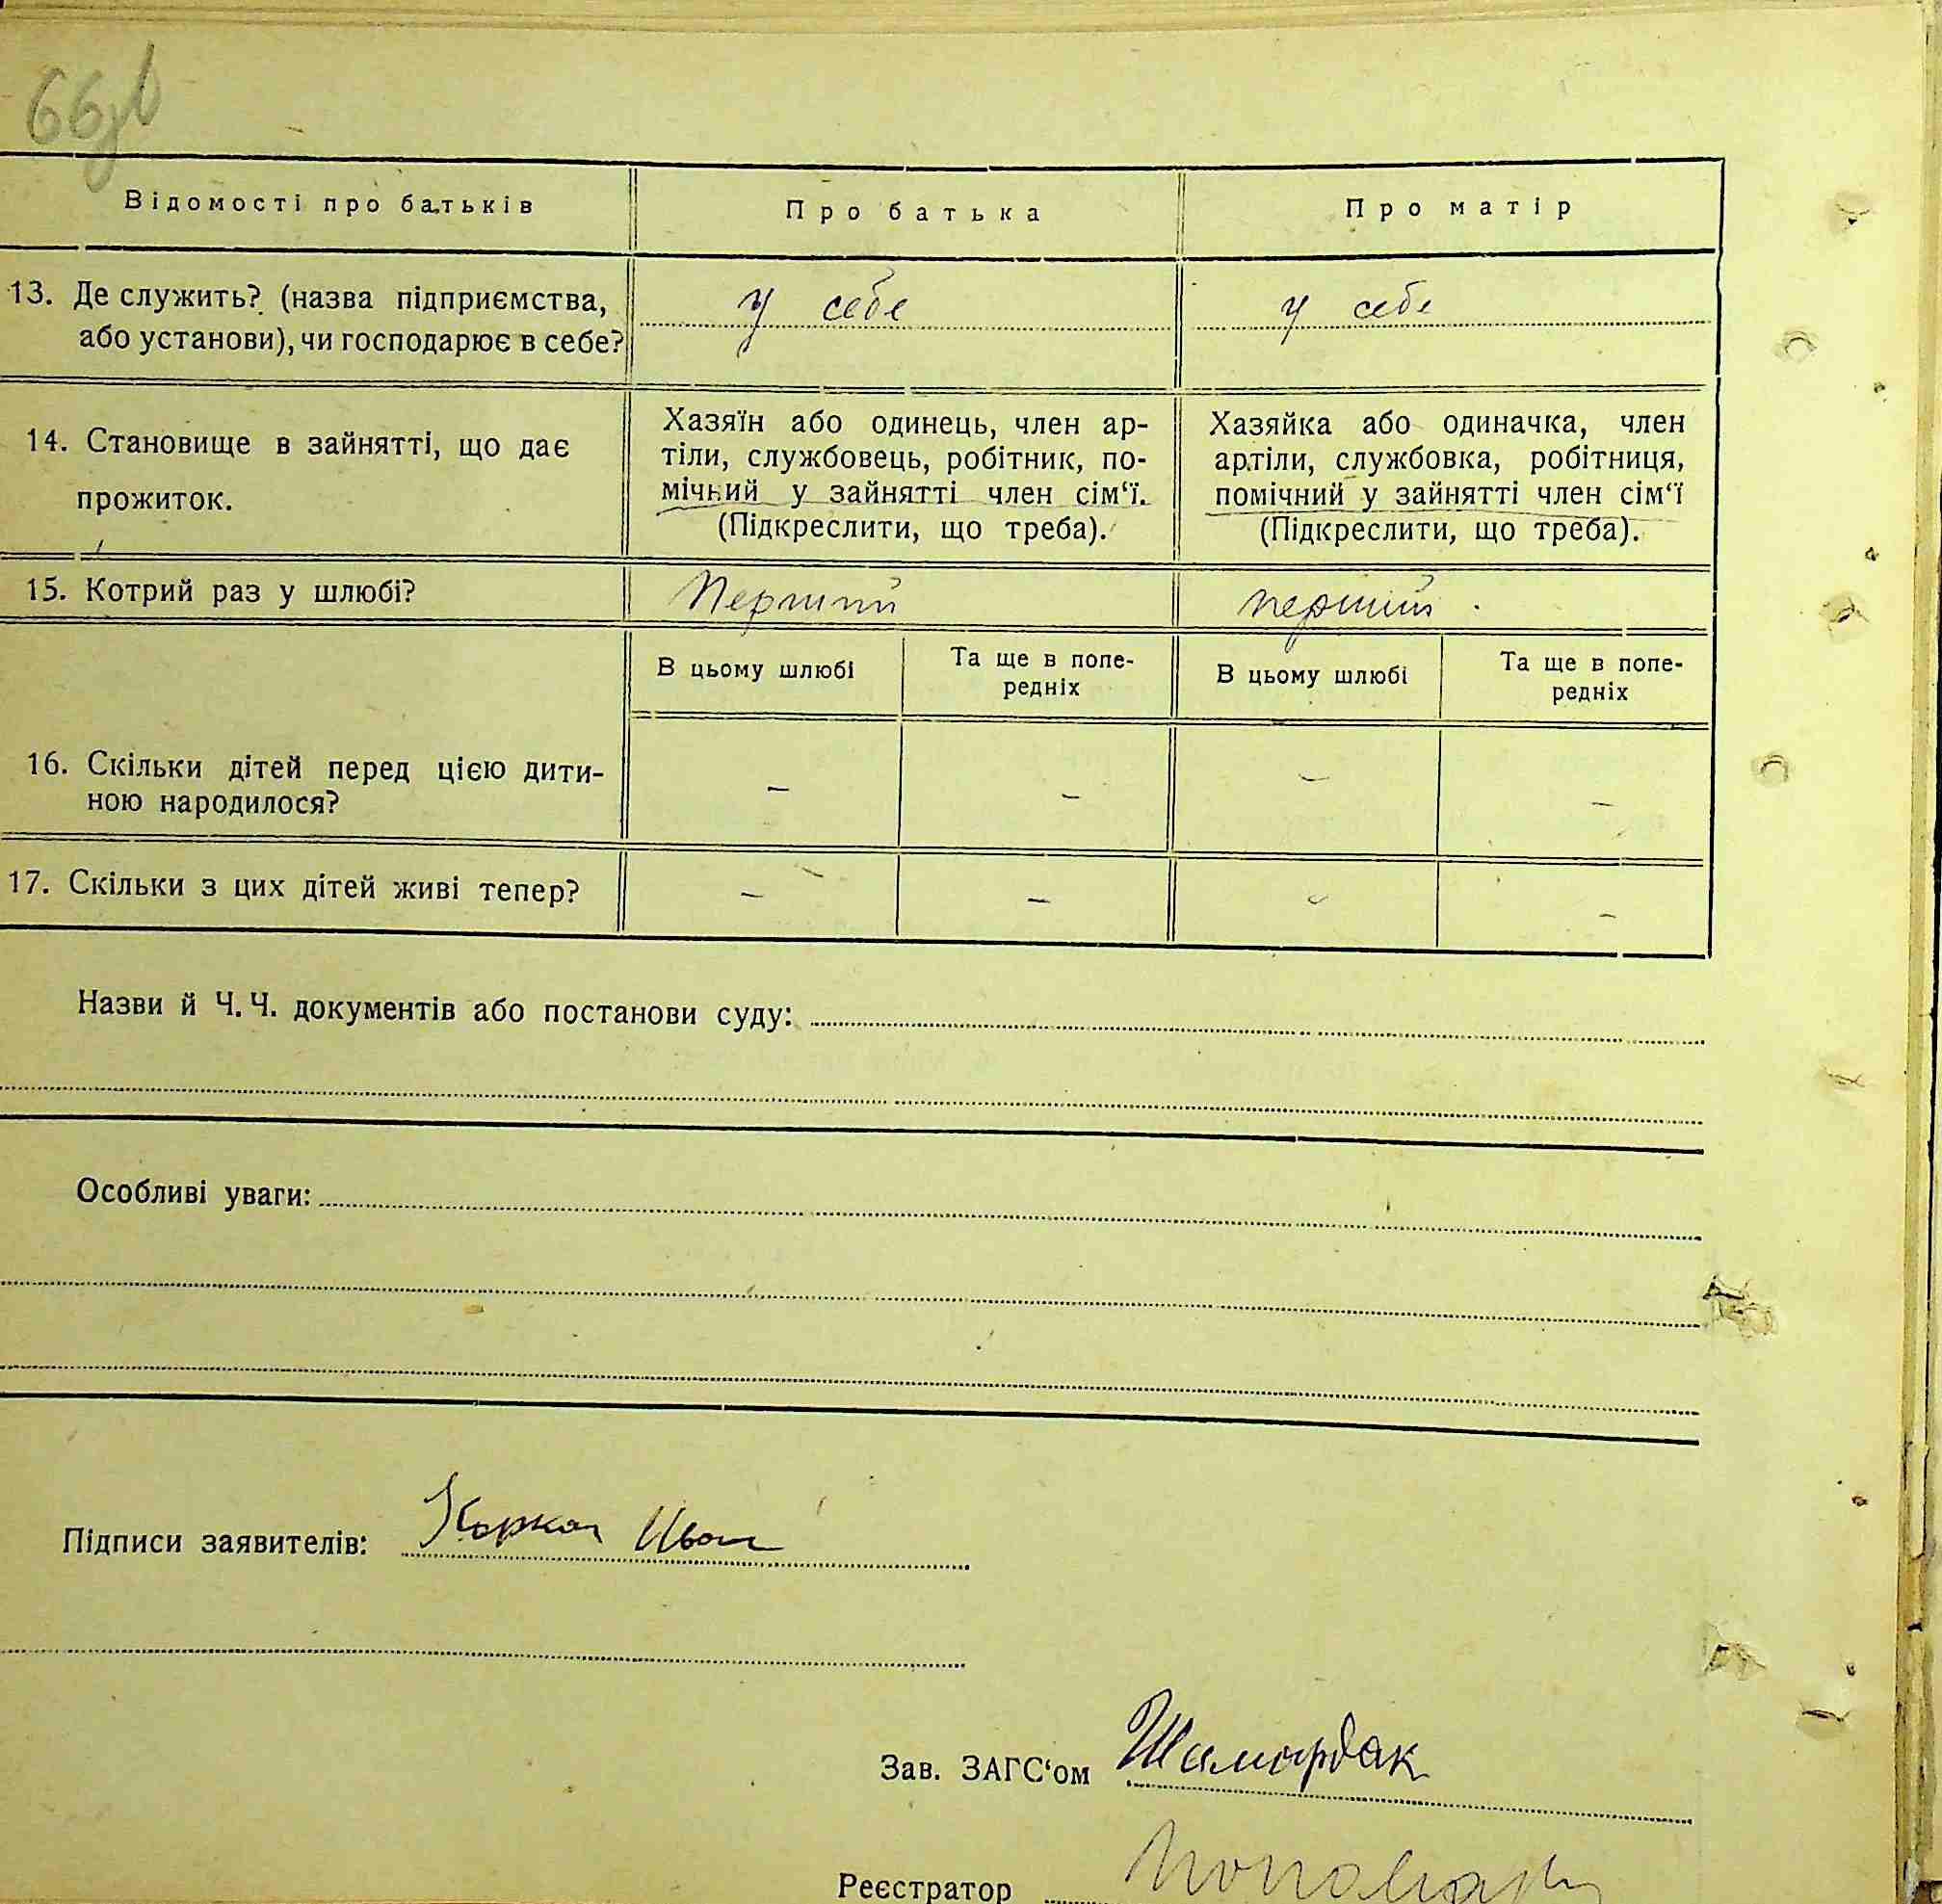 Відомості про батьків
Про батька
Про матір
13. Де служить? (назва підприємства,
або установи), чи господарює в себе?
у себе
у себе
14. Становище в зайнятті, що дає
прожиток.
Хазяїн або одинець, член ар-
тіли, службовець, робітник, по-
мічний у зайнятті член сім‘ї.
(Підкреслити, що треба).
Хазяйка або одиначка, член
артіли, службовка, робітниця,
помічний у зайнятті член сім‘ї
(Підкреслити, що треба).
15. Котрий раз у шлюбі?
Перший
перший.
В цьому шлюбі
Та ще в попе-
редніх
В цьому шлюбі
Та ще в попе-
редніх
16. Скільки дітей перед цією дити-
ною народилося?
–
–
–
–
17. Скільки з цих дітей живі тепер?
–
–
–
–
Назви й Ч. Ч. документів або постанови суду:
Особливі уваги:
Підписи заявителів:
Зав. ЗАГС‘ом Шамардак
Реєстратор